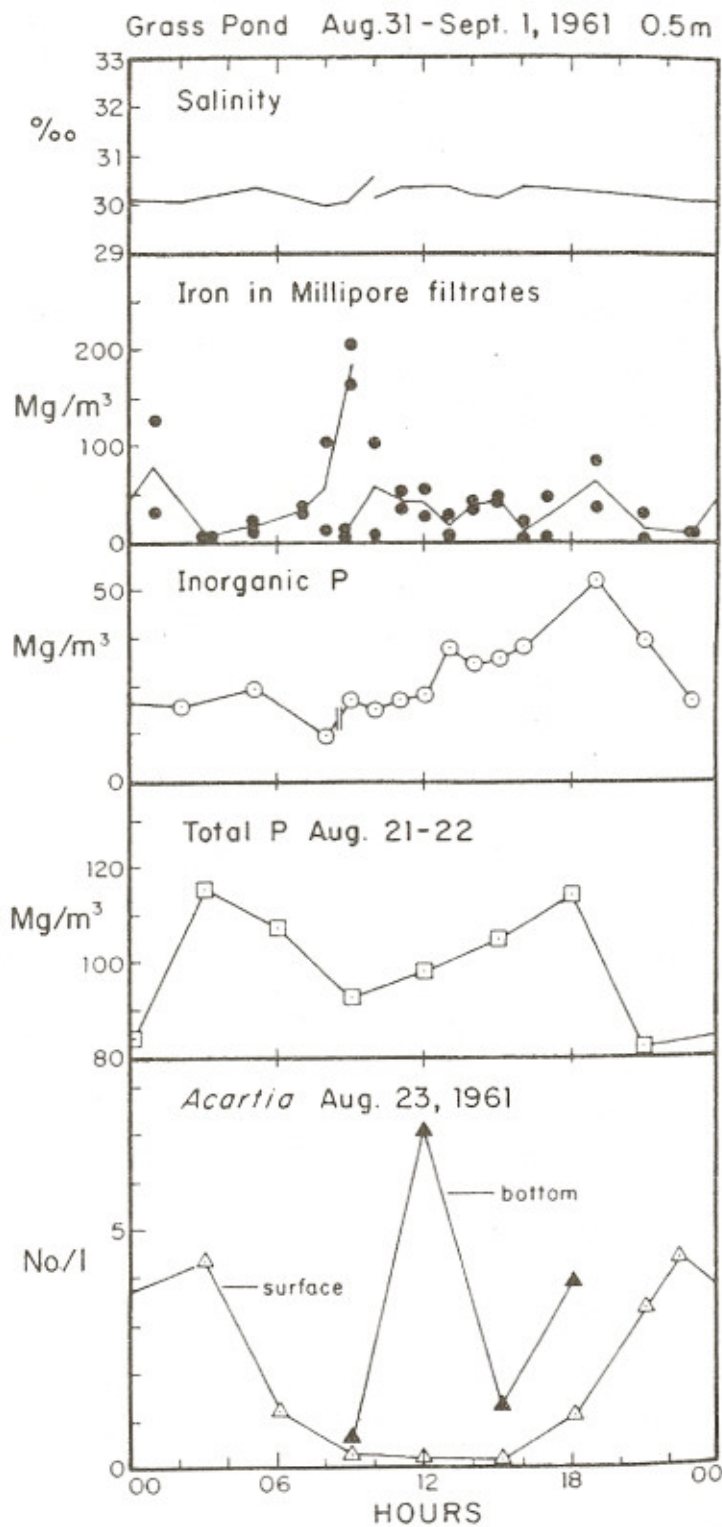 Grass Pond Aug. 31 - Sept. 1, 1961 0.5m
33
Salinity
32
‰
31
30
29
Iron in Millipore filtrates
200
Mg/m³
100
0
Inorganic P
50
Mg/m³
0
Total P Aug. 21-22
120
Mg/m³
100
80
Acartia Aug. 23, 1961
bottom
5
No/l
surface
0
00 06 12 18 00
HOURS